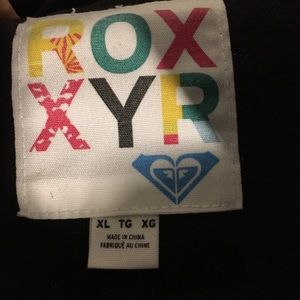 ROX
XYR
XL TG XG
MADE IN CHINA
FABRIQUÉ AU CHINE